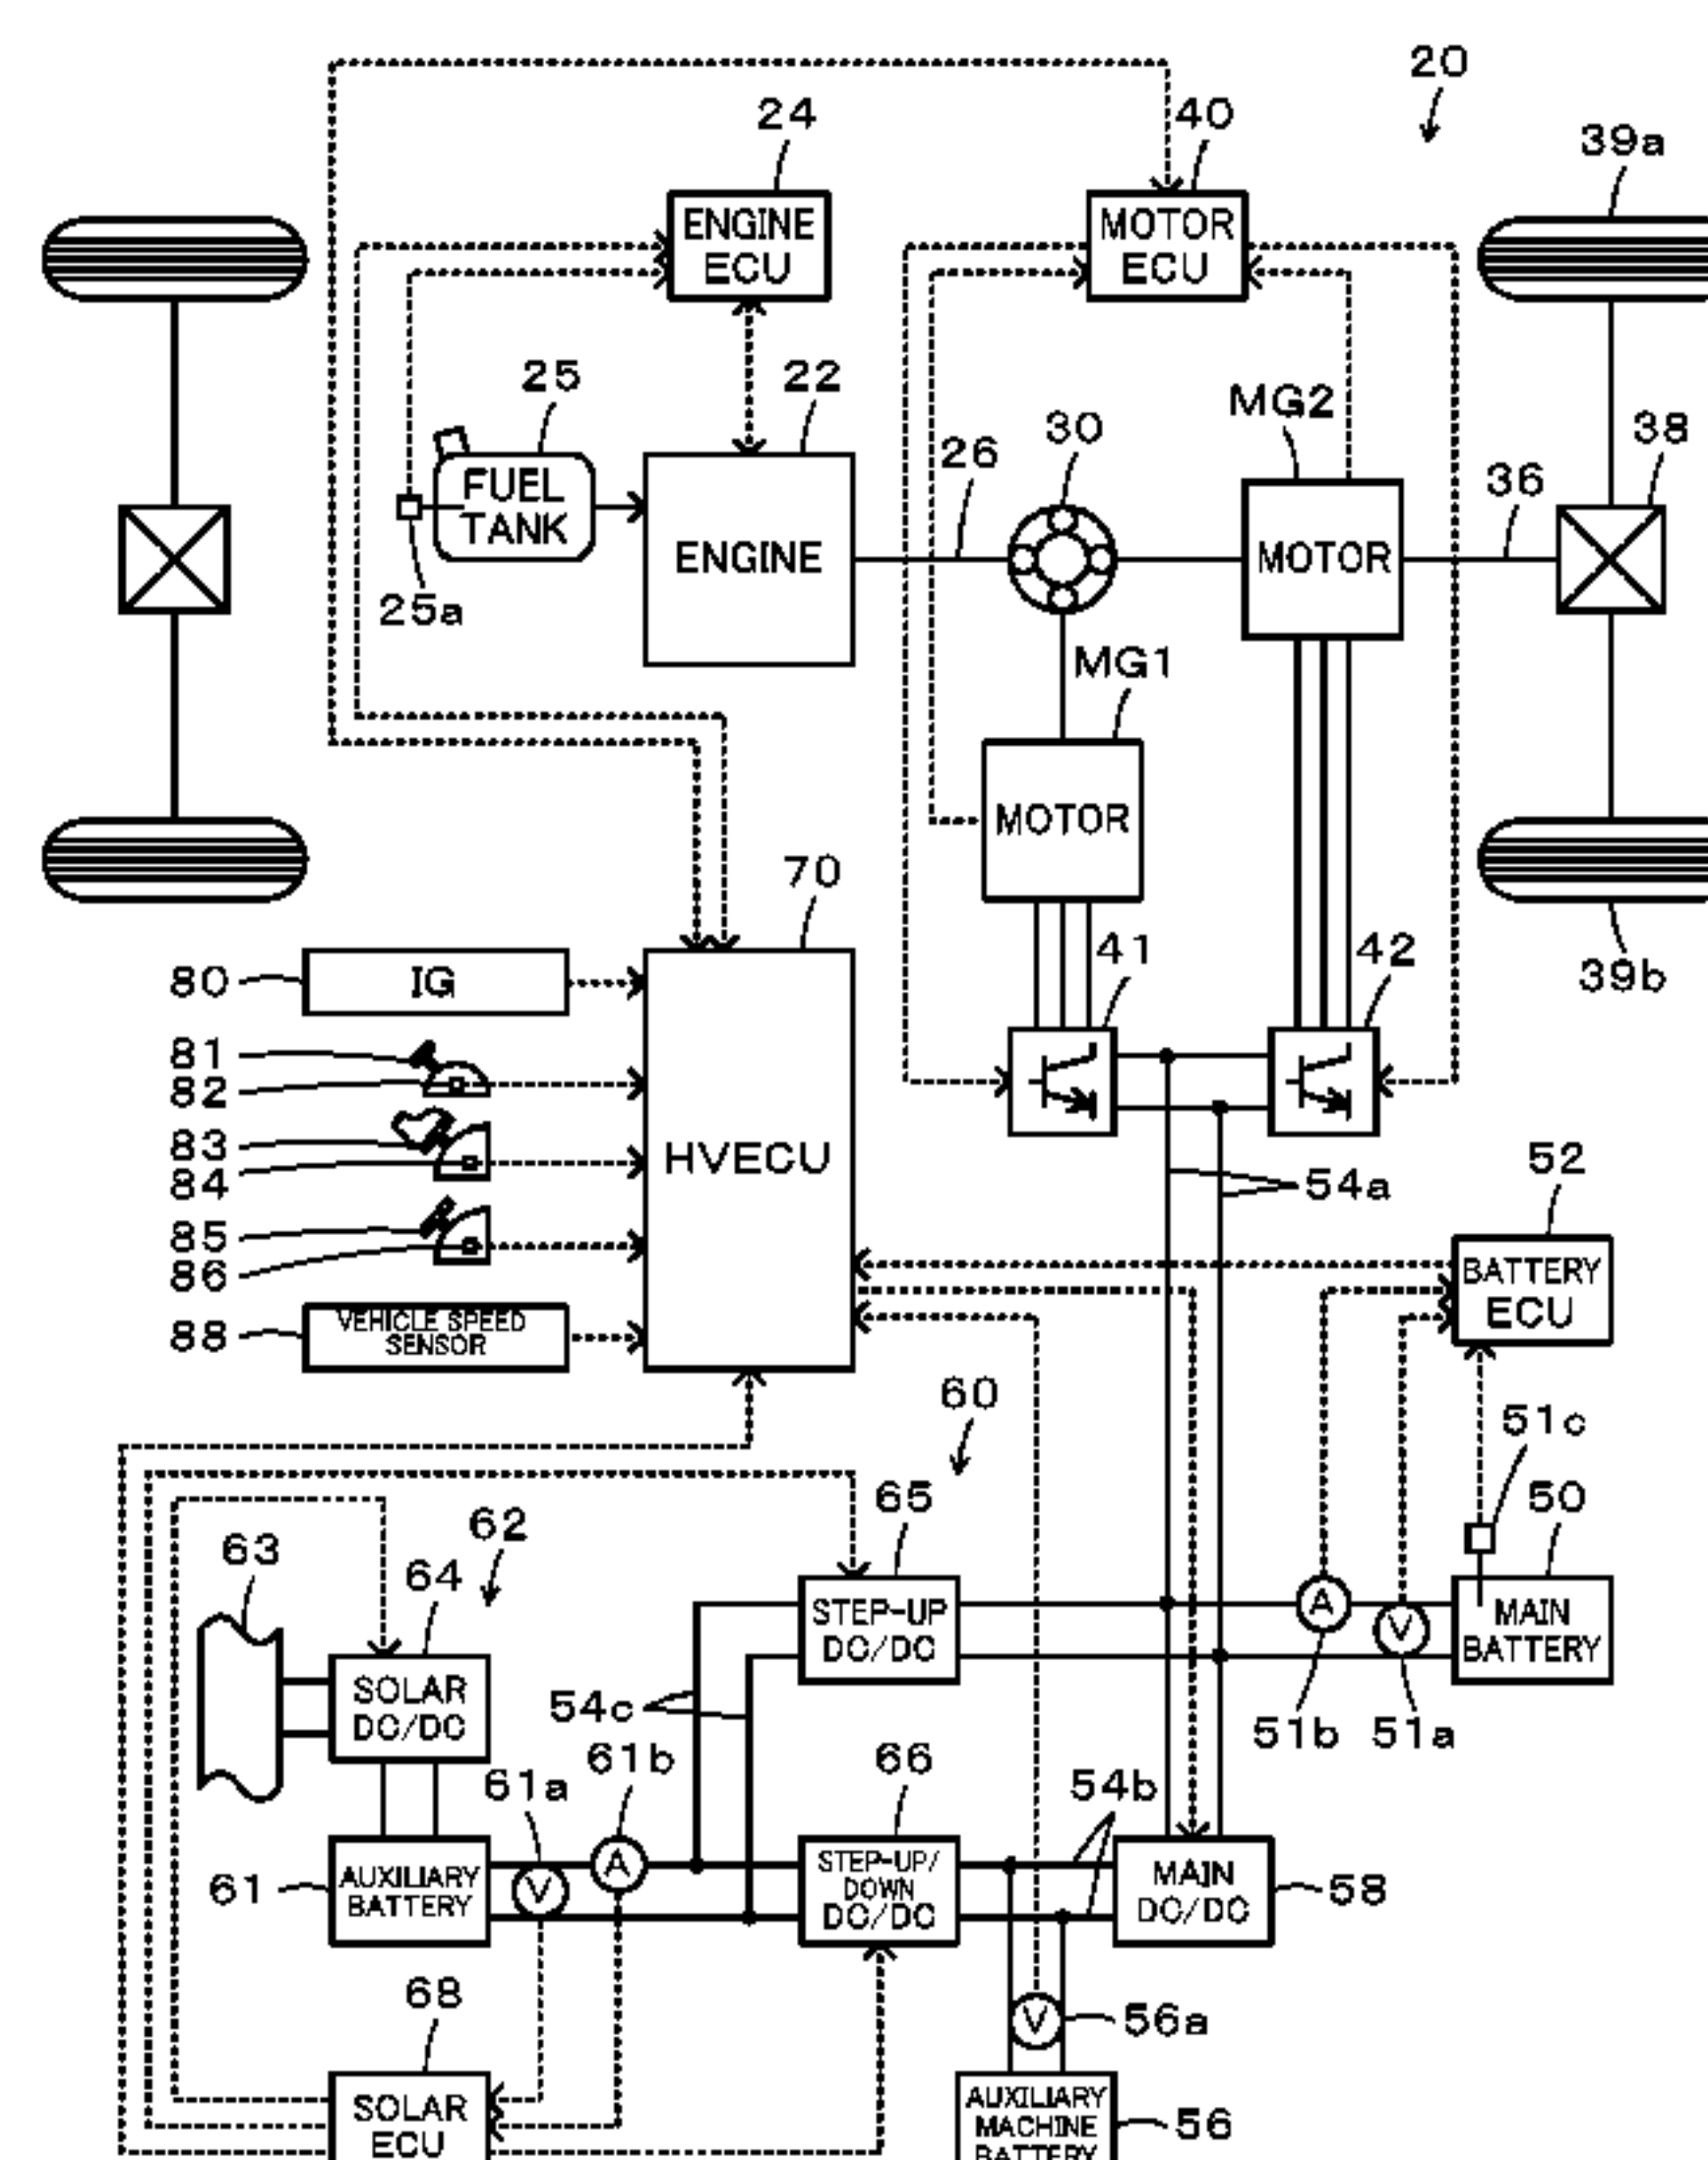 20
24
40
39a
ENGINE
ECU
MOTOR
ECU
25
22
MG2
30
38
26
36
FUEL
TANK
ENGINE
MOTOR
25a
MG1
MOTOR
70
41
42
39b
80
IG
81
82
83
84
HVECU
52
54a
85
86
BATTERY
ECU
88
VEHICLE SPEED
SENSOR
60
51c
65
50
62
63
64
STEP-UP
DC/DC
A
V
MAIN
BATTERY
SOLAR
DC/DC
54c
51b
51a
61b
66
61a
54b
61
AUXILIARY
BATTERY
V
A
STEP-UP/
DOWN
DC/DC
MAIN
DC/DC
58
68
V
56a
SOLAR
ECU
AUXILIARY
MACHINE
BATTERY
56